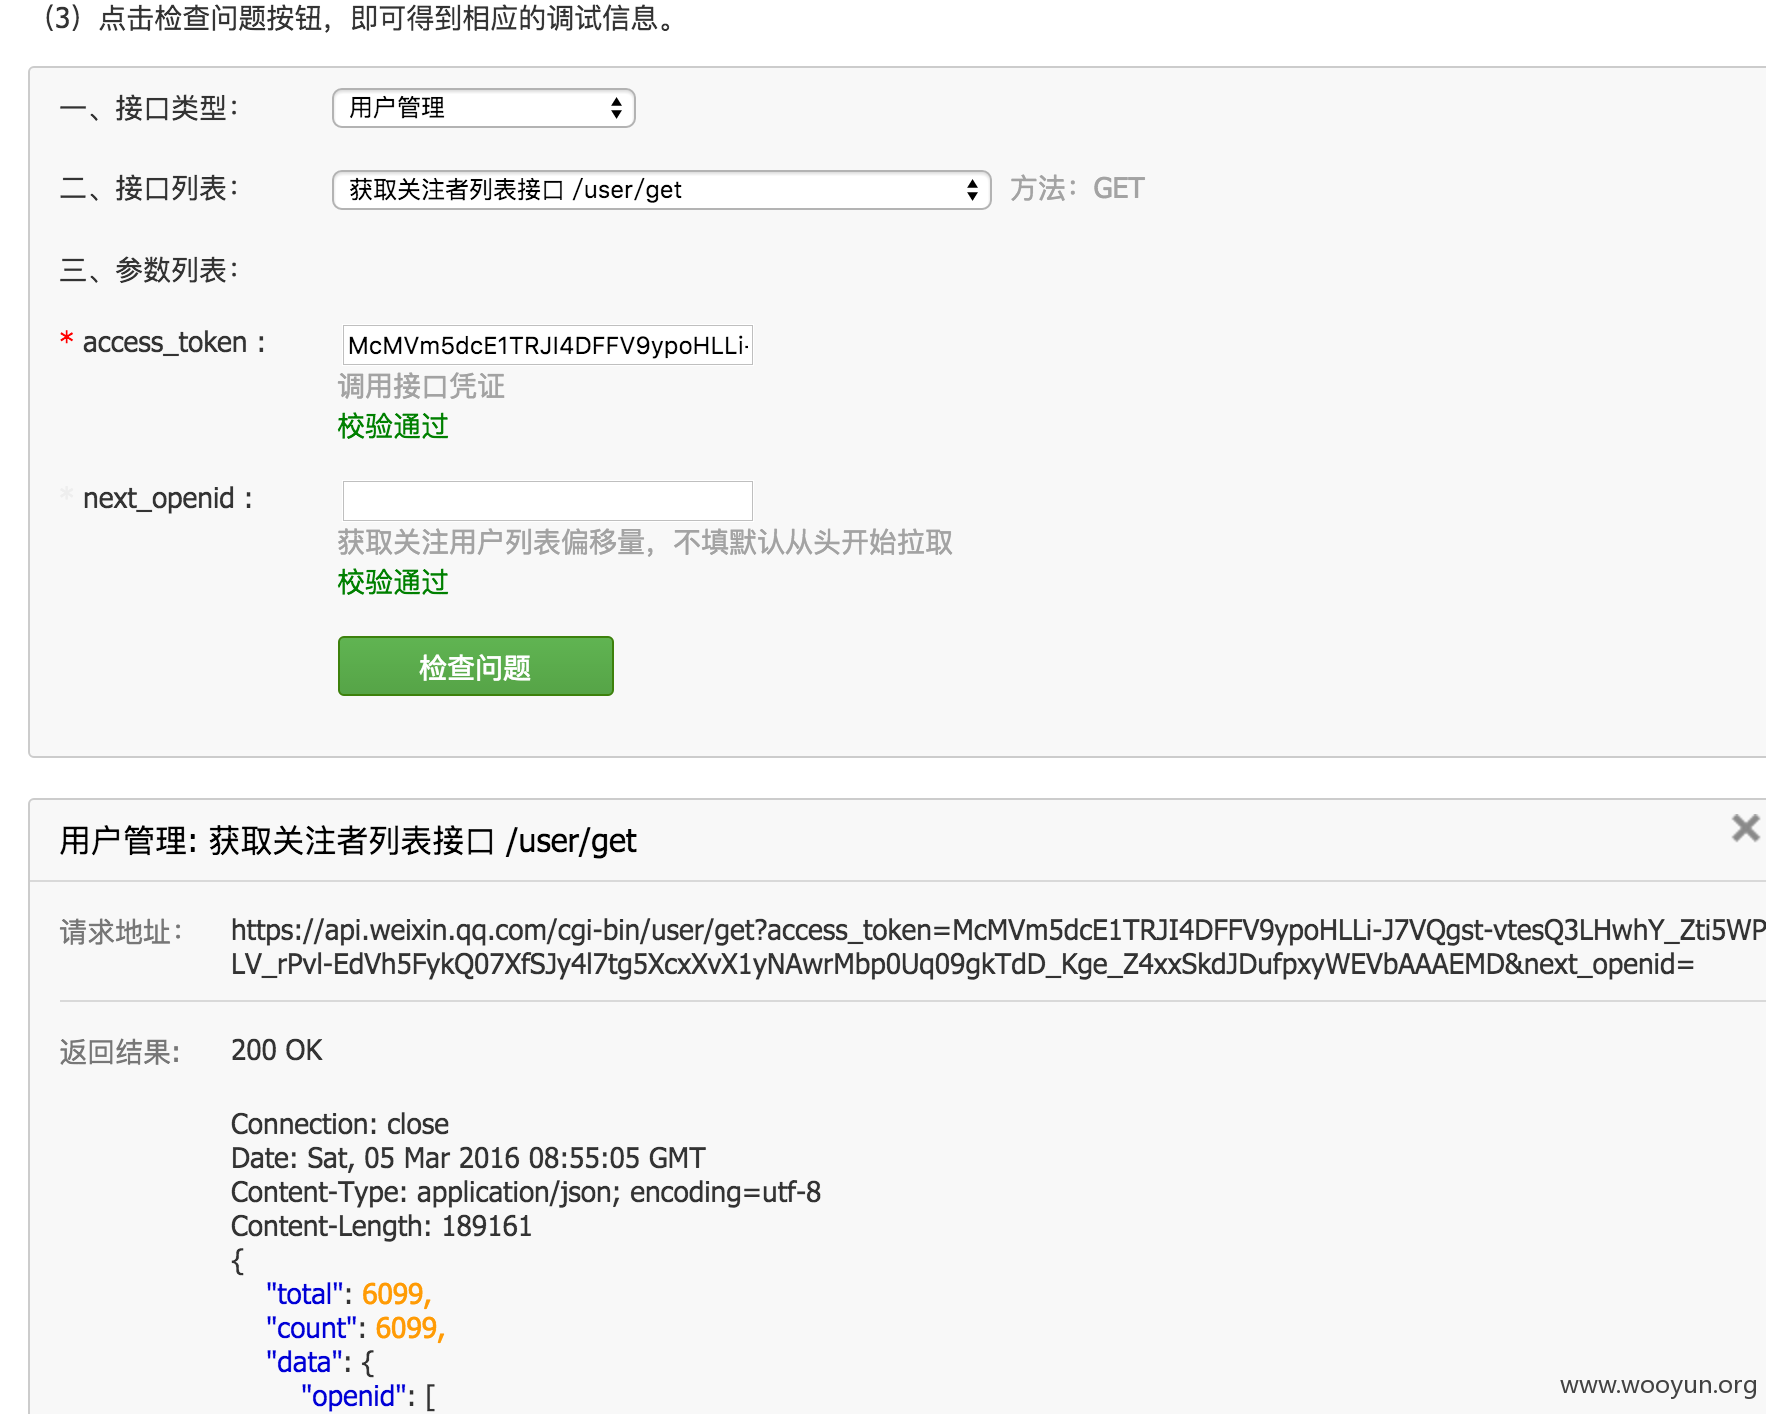 （3）点击检查问题按钮，即可得到相应的调试信息。
一、接口类型：
用户管理
二、接口列表：
获取关注者列表接口 /user/get
方法：GET
三、参数列表：
* access_token :
McMVm5dcE1TRJI4DFFV9ypoHLLi-
调用接口凭证
校验通过
* next_openid :
获取关注用户列表偏移量，不填默认从头开始拉取
校验通过
检查问题
用户管理: 获取关注者列表接口 /user/get
请求地址：
https://api.weixin.qq.com/cgi-bin/user/get?access_token=McMVm5dcE1TRJI4DFFV9ypoHLLi-J7VQgst-vtesQ3LHwhY_Zti5WP
LV_rPvl-EdVh5FykQ07XfSJy4l7tg5XcxXvX1yNAwrMbp0Uq09gkTdD_Kge_Z4xxSkdJDufpxyWEVbAAAEMD&next_openid=
返回结果:
200 OK
Connection: close
Date: Sat, 05 Mar 2016 08:55:05 GMT
Content-Type: application/json; encoding=utf-8
Content-Length: 189161
{
"total": 6099,
"count": 6099,
"data": {
"openid": [
www.wooyun.org